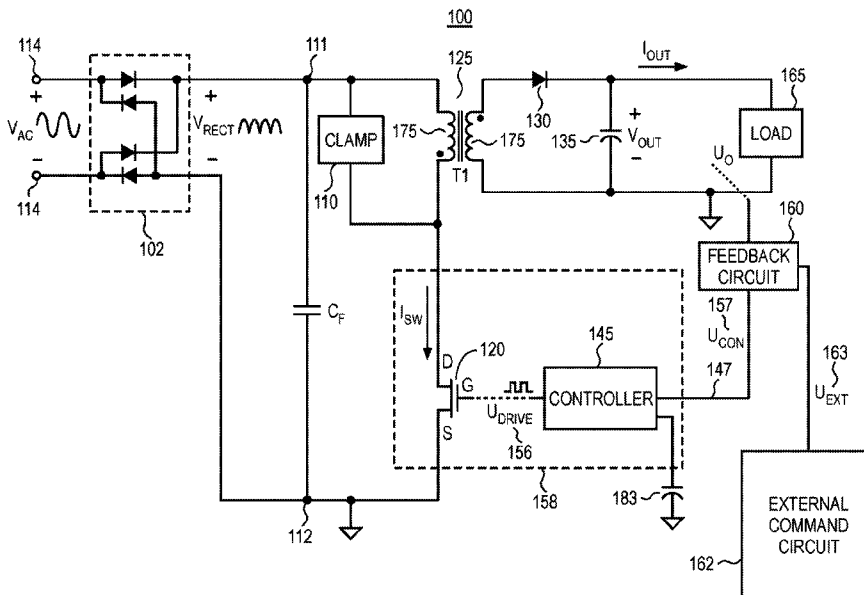 100
114
111
125
I_OUT
165
+
V_AC
-
114
102
+
V_RECT
-
CLAMP
110
175
175
T1
130
135
+
V_OUT
-
LOAD
U_O
160
FEEDBACK
CIRCUIT
157
U_CON
163
U_EXT
147
C_F
I_SW
D
120
G
S
145
CONTROLLER
U_DRIVE
156
158
183
112
EXTERNAL
COMMAND
CIRCUIT
162